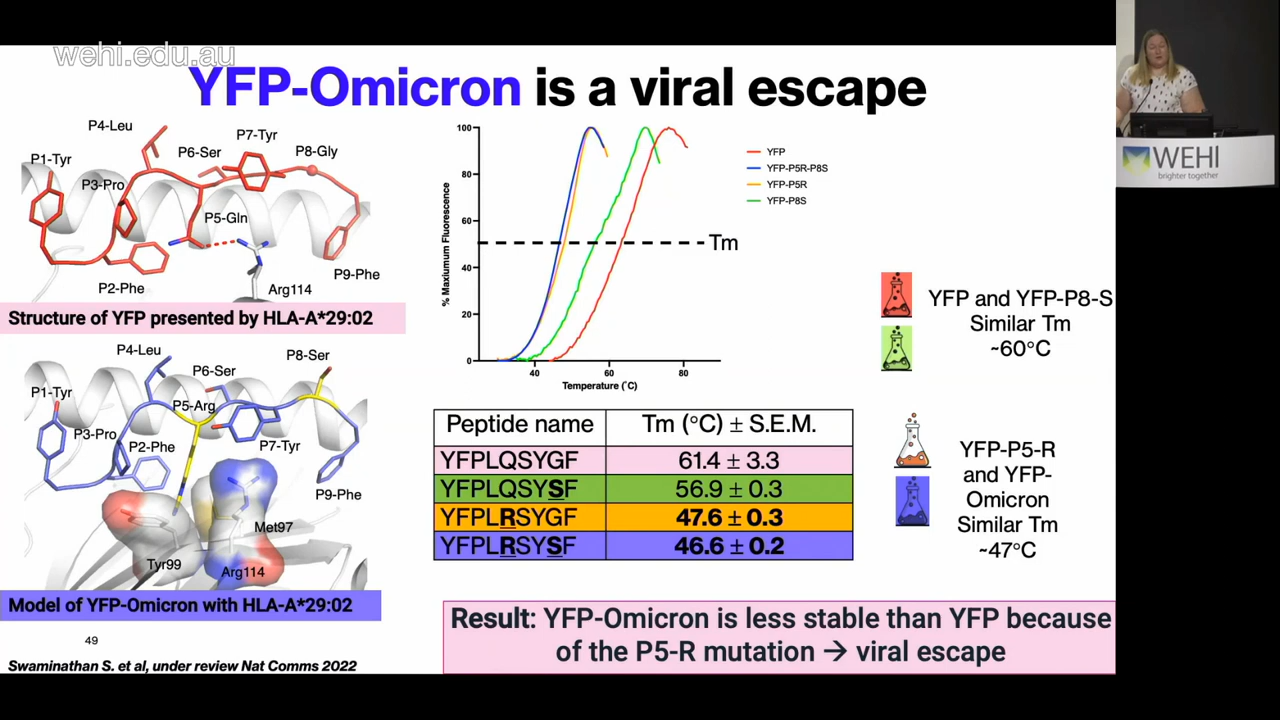 wehi.edu.au
YFP-Omicron is a viral escape
P4-Leu
P7-Tyr
P6-Ser
P8-Gly
P1-Tyr
P3-Pro
P5-Gln
P9-Phe
P2-Phe
Arg114
Structure of YFP presented by HLA-A*29:02
P4-Leu
P8-Ser
P6-Ser
P1-Tyr
P5-Arg
P3-Pro
P2-Phe
P7-Tyr
P9-Phe
Met97
Tyr99
Arg114
Model of YFP-Omicron with HLA-A*29:02
49
Swaminathan S. et al, under review Nat Comms 2022
% Maxiumum Fluorescence
100
80
60
40
20
0
40
60
80
Temperature (˚C)
Tm
YFP
YFP-P5R-P8S
YFP-P5R
YFP-P8S
Peptide name Tm (°C) ± S.E.M.
YFPLQSYGF 61.4 ± 3.3
YFPLQSYSF 56.9 ± 0.3
YFPLRSYGF 47.6 ± 0.3
YFPLRSYSF 46.6 ± 0.2
YFP and YFP-P8-S
Similar Tm
~60°C
YFP-P5-R
and YFP-
Omicron
Similar Tm
~47°C
Result: YFP-Omicron is less stable than YFP because
of the P5-R mutation → viral escape
WEHI
brighter together